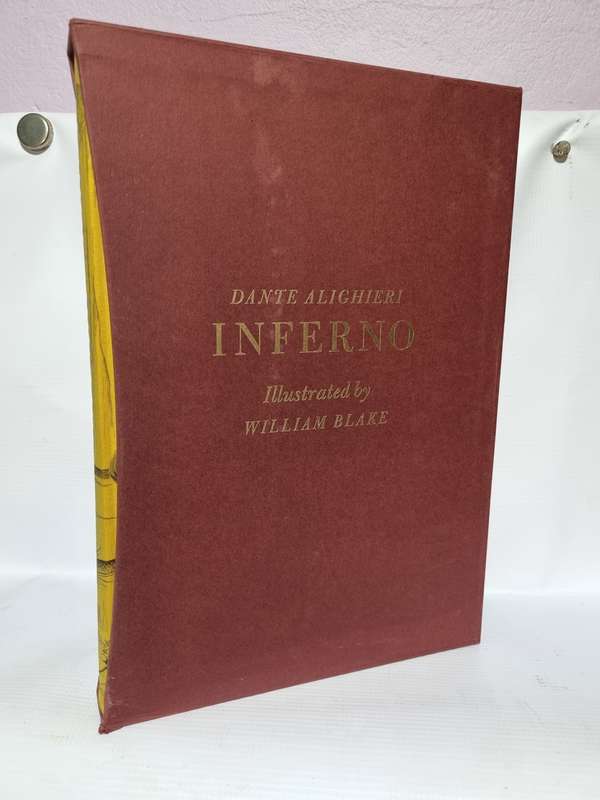 DANTE ALIGHIERI
INFERNO
Illustrated by
WILLIAM BLAKE